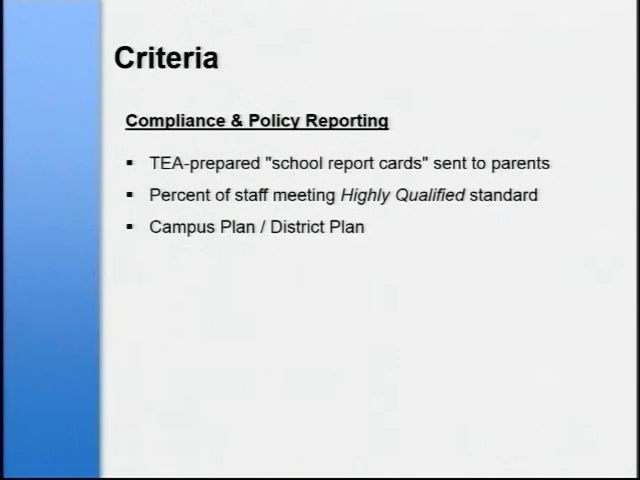 Criteria
Compliance & Policy Reporting
▪ TEA-prepared "school report cards" sent to parents
▪ Percent of staff meeting Highly Qualified standard
▪ Campus Plan / District Plan